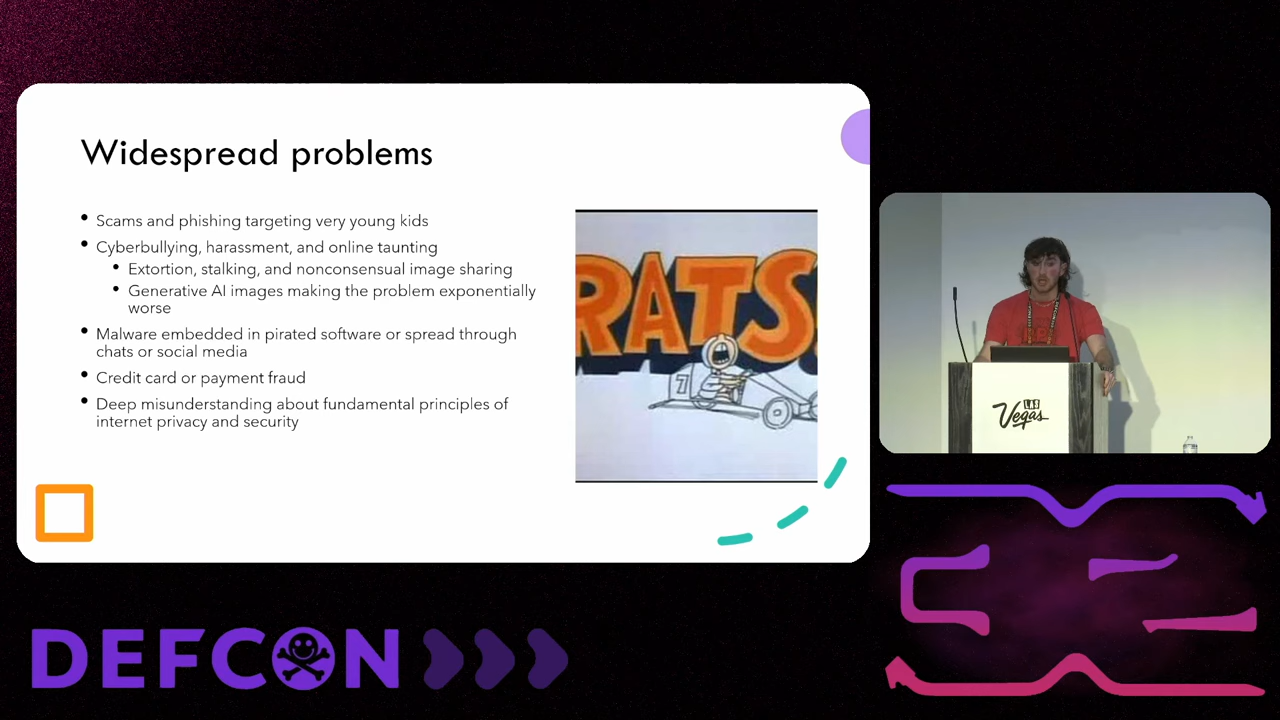 Widespread problems
Scams and phishing targeting very young kids
Cyberbullying, harassment, and online taunting
Extortion, stalking, and nonconsensual image sharing
Generative AI images making the problem exponentially
worse
Malware embedded in pirated software or spread through
chats or social media
Credit card or payment fraud
Deep misunderstanding about fundamental principles of
internet privacy and security
RATS!
7
LAS
Vegas
DEFCON